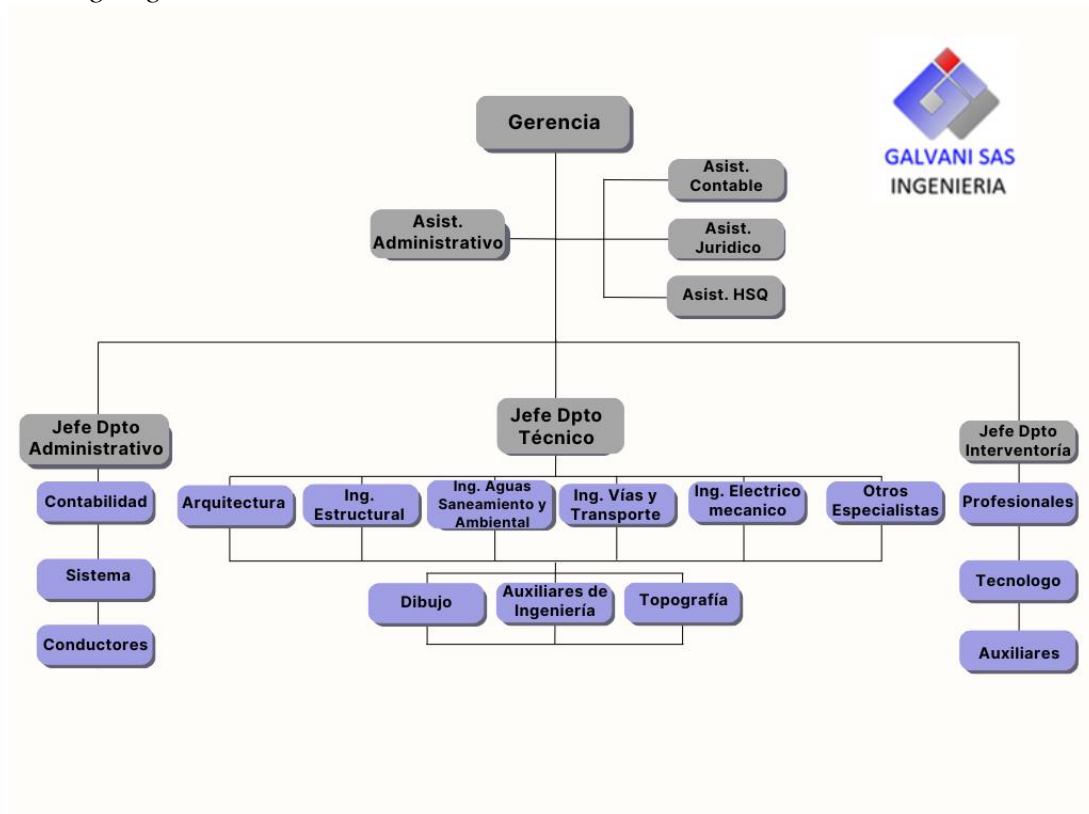 Gerencia
GALVANI SAS
INGENIERIA
Asist.
Contable
Asist.
Administrativo
Asist.
Juridico
Asist. HSQ
Jefe Dpto
Administrativo
Jefe Dpto
Técnico
Jefe Dpto
Interventoría
Contabilidad
Sistema
Conductores
Arquitectura
Ing.
Estructural
Ing. Aguas
Saneamiento y
Ambiental
Ing. Vías y
Transporte
Ing. Electrico
mecanico
Otros
Especialistas
Dibujo
Auxiliares de
Ingeniería
Topografía
Profesionales
Tecnologo
Auxiliares